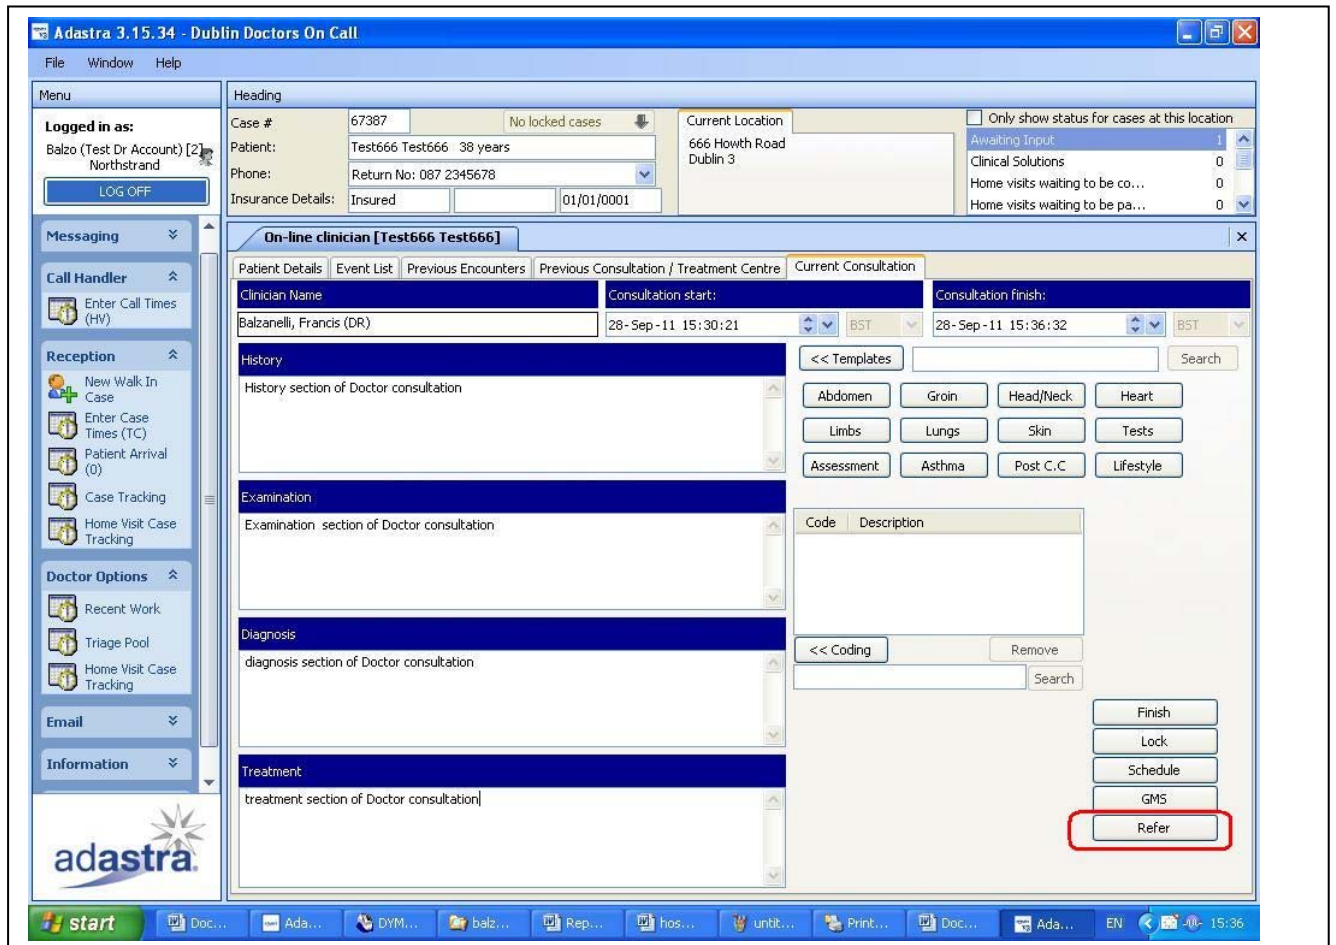 Adastra 3.15.34 - Dublin Doctors On Call
File Window Help
Menu
Logged in as:
Balzo (Test Dr Account) [2]
Northstrand
LOG OFF
Messaging
Call Handler
Enter Call Times
(HV)
Reception
New Walk In
Case
Enter Case
Times (TC)
Patient Arrival
(0)
Case Tracking
Home Visit Case
Tracking
Doctor Options
Recent Work
Triage Pool
Home Visit Case
Tracking
Email
Information
adastra.
Heading
Case # 67387 No locked cases
Patient: Test666 Test666 38 years
Phone: Return No: 087 2345678
Insurance Details: Insured 01/01/0001
Current Location
666 Howth Road
Dublin 3
Only show status for cases at this location
Awaiting Input 1
Clinical Solutions 0
Home visits waiting to be co... 0
Home visits waiting to be pa... 0
On-line clinician [Test666 Test666]
Patient Details Event List Previous Encounters Previous Consultation / Treatment Centre Current Consultation
Clinician Name Consultation start: Consultation finish:
Balzanelli, Francis (DR) 28-Sep-11 15:30:21 BST 28-Sep-11 15:36:32 BST
History
History section of Doctor consultation
Examination
Examination section of Doctor consultation
Diagnosis
diagnosis section of Doctor consultation
Treatment
treatment section of Doctor consultation
<< Templates Search
Abdomen Groin Head/Neck Heart
Limbs Lungs Skin Tests
Assessment Asthma Post C.C Lifestyle
Code Description
<< Coding Remove
Search
Finish
Lock
Schedule
GMS
Refer
start Doc... Ada... DYM... balz... Rep... hos... untit... Print... Doc... Ada... EN 15:36